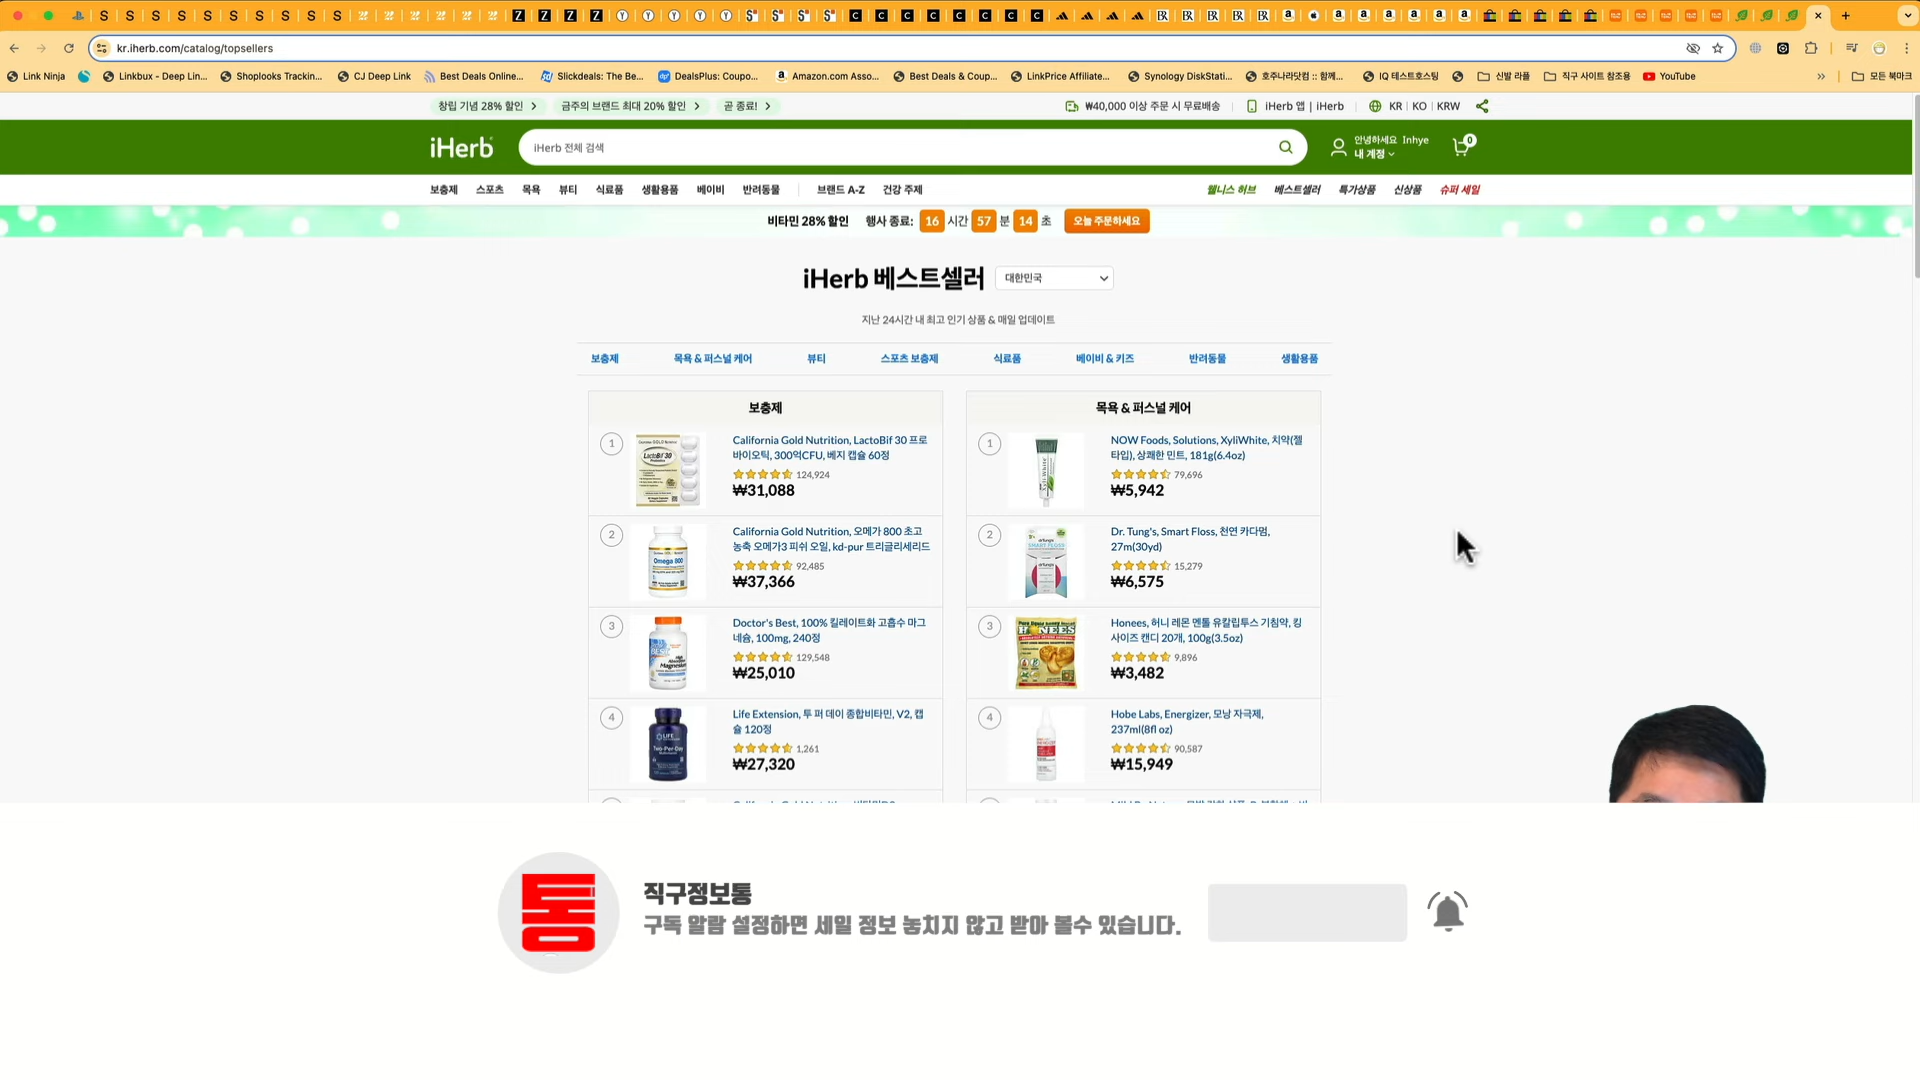 kr.iherb.com/catalog/topsellers
Link Ninja
Linkbux - Deep Lin...
Shoplooks Trackin...
CJ Deep Link
Best Deals Online...
Slickdeals: The Be...
DealsPlus: Coupo...
Amazon.com Asso...
Best Deals & Coup...
LinkPrice Affiliate...
Synology DiskStati...
호주나라닷컴 :: 함께...
IQ 테스트호스팅
신발 라플
직구 사이트 참조용
YouTube
모든 북마크
창립 기념 28% 할인
금주의 브랜드 최대 20% 할인
곧 종료!
₩40,000 이상 주문 시 무료배송
iHerb 앱 | iHerb
KR | KO | KRW
iHerb
iHerb 전체 검색
안녕하세요 Inhye
내 계정
0
보충제 스포츠 목욕 뷰티 식료품 생활용품 베이비 반려동물 브랜드 A-Z 건강 주제
웰니스 허브 베스트셀러 특가상품 신상품 슈퍼 세일
비타민 28% 할인 행사 종료: 16 시간 57 분 14 초 오늘 주문하세요
iHerb 베스트셀러 대한민국
지난 24시간 내 최고 인기 상품 & 매일 업데이트
보충제 목욕 & 퍼스널 케어 뷰티 스포츠 보충제 식료품 베이비 & 키즈 반려동물 생활용품
보충제
1
California Gold Nutrition, LactoBif 30 프로
바이오틱, 300억CFU, 베지 캡슐 60정
124,924
₩31,088
2
California Gold Nutrition, 오메가 800 초고
농축 오메가3 피쉬 오일, kd-pur 트리글리세리드
92,485
₩37,366
3
Doctor's Best, 100% 킬레이트화 고흡수 마그
네슘, 100mg, 240정
129,548
₩25,010
4
Life Extension, 투 퍼 데이 종합비타민, V2, 캡
슐 120정
1,261
₩27,320
목욕 & 퍼스널 케어
1
NOW Foods, Solutions, XyliWhite, 치약(젤
타입), 상쾌한 민트, 181g(6.4oz)
79,696
₩5,942
2
Dr. Tung's, Smart Floss, 천연 카다멈,
27m(30yd)
15,279
₩6,575
3
Honees, 허니 레몬 멘톨 유칼립투스 기침약, 킹
사이즈 캔디 20개, 100g(3.5oz)
9,896
₩3,482
4
Hobe Labs, Energizer, 모낭 자극제,
237ml(8fl oz)
90,587
₩15,949
통
직구정보통
구독 알람 설정하면 세일 정보 놓치지 않고 받아 볼수 있습니다.